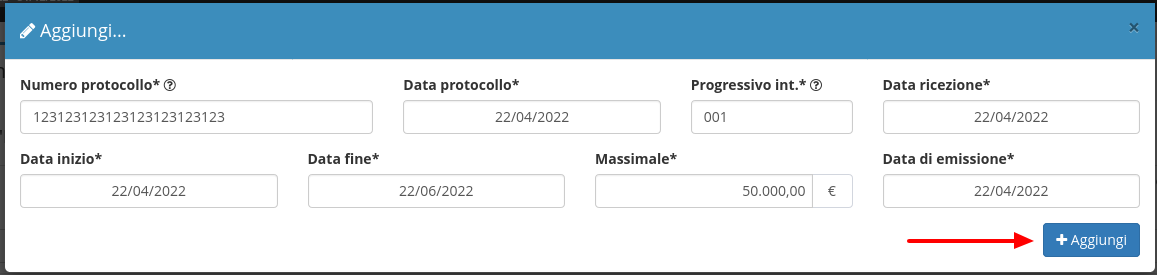 Aggiungi...
×
Numero protocollo* Data protocollo* Progressivo int.* Data ricezione*
123123123123123123123123 22/04/2022 001 22/04/2022
Data inizio* Data fine* Massimale* Data di emissione*
22/04/2022 22/06/2022 50.000,00 € 22/04/2022
+ Aggiungi